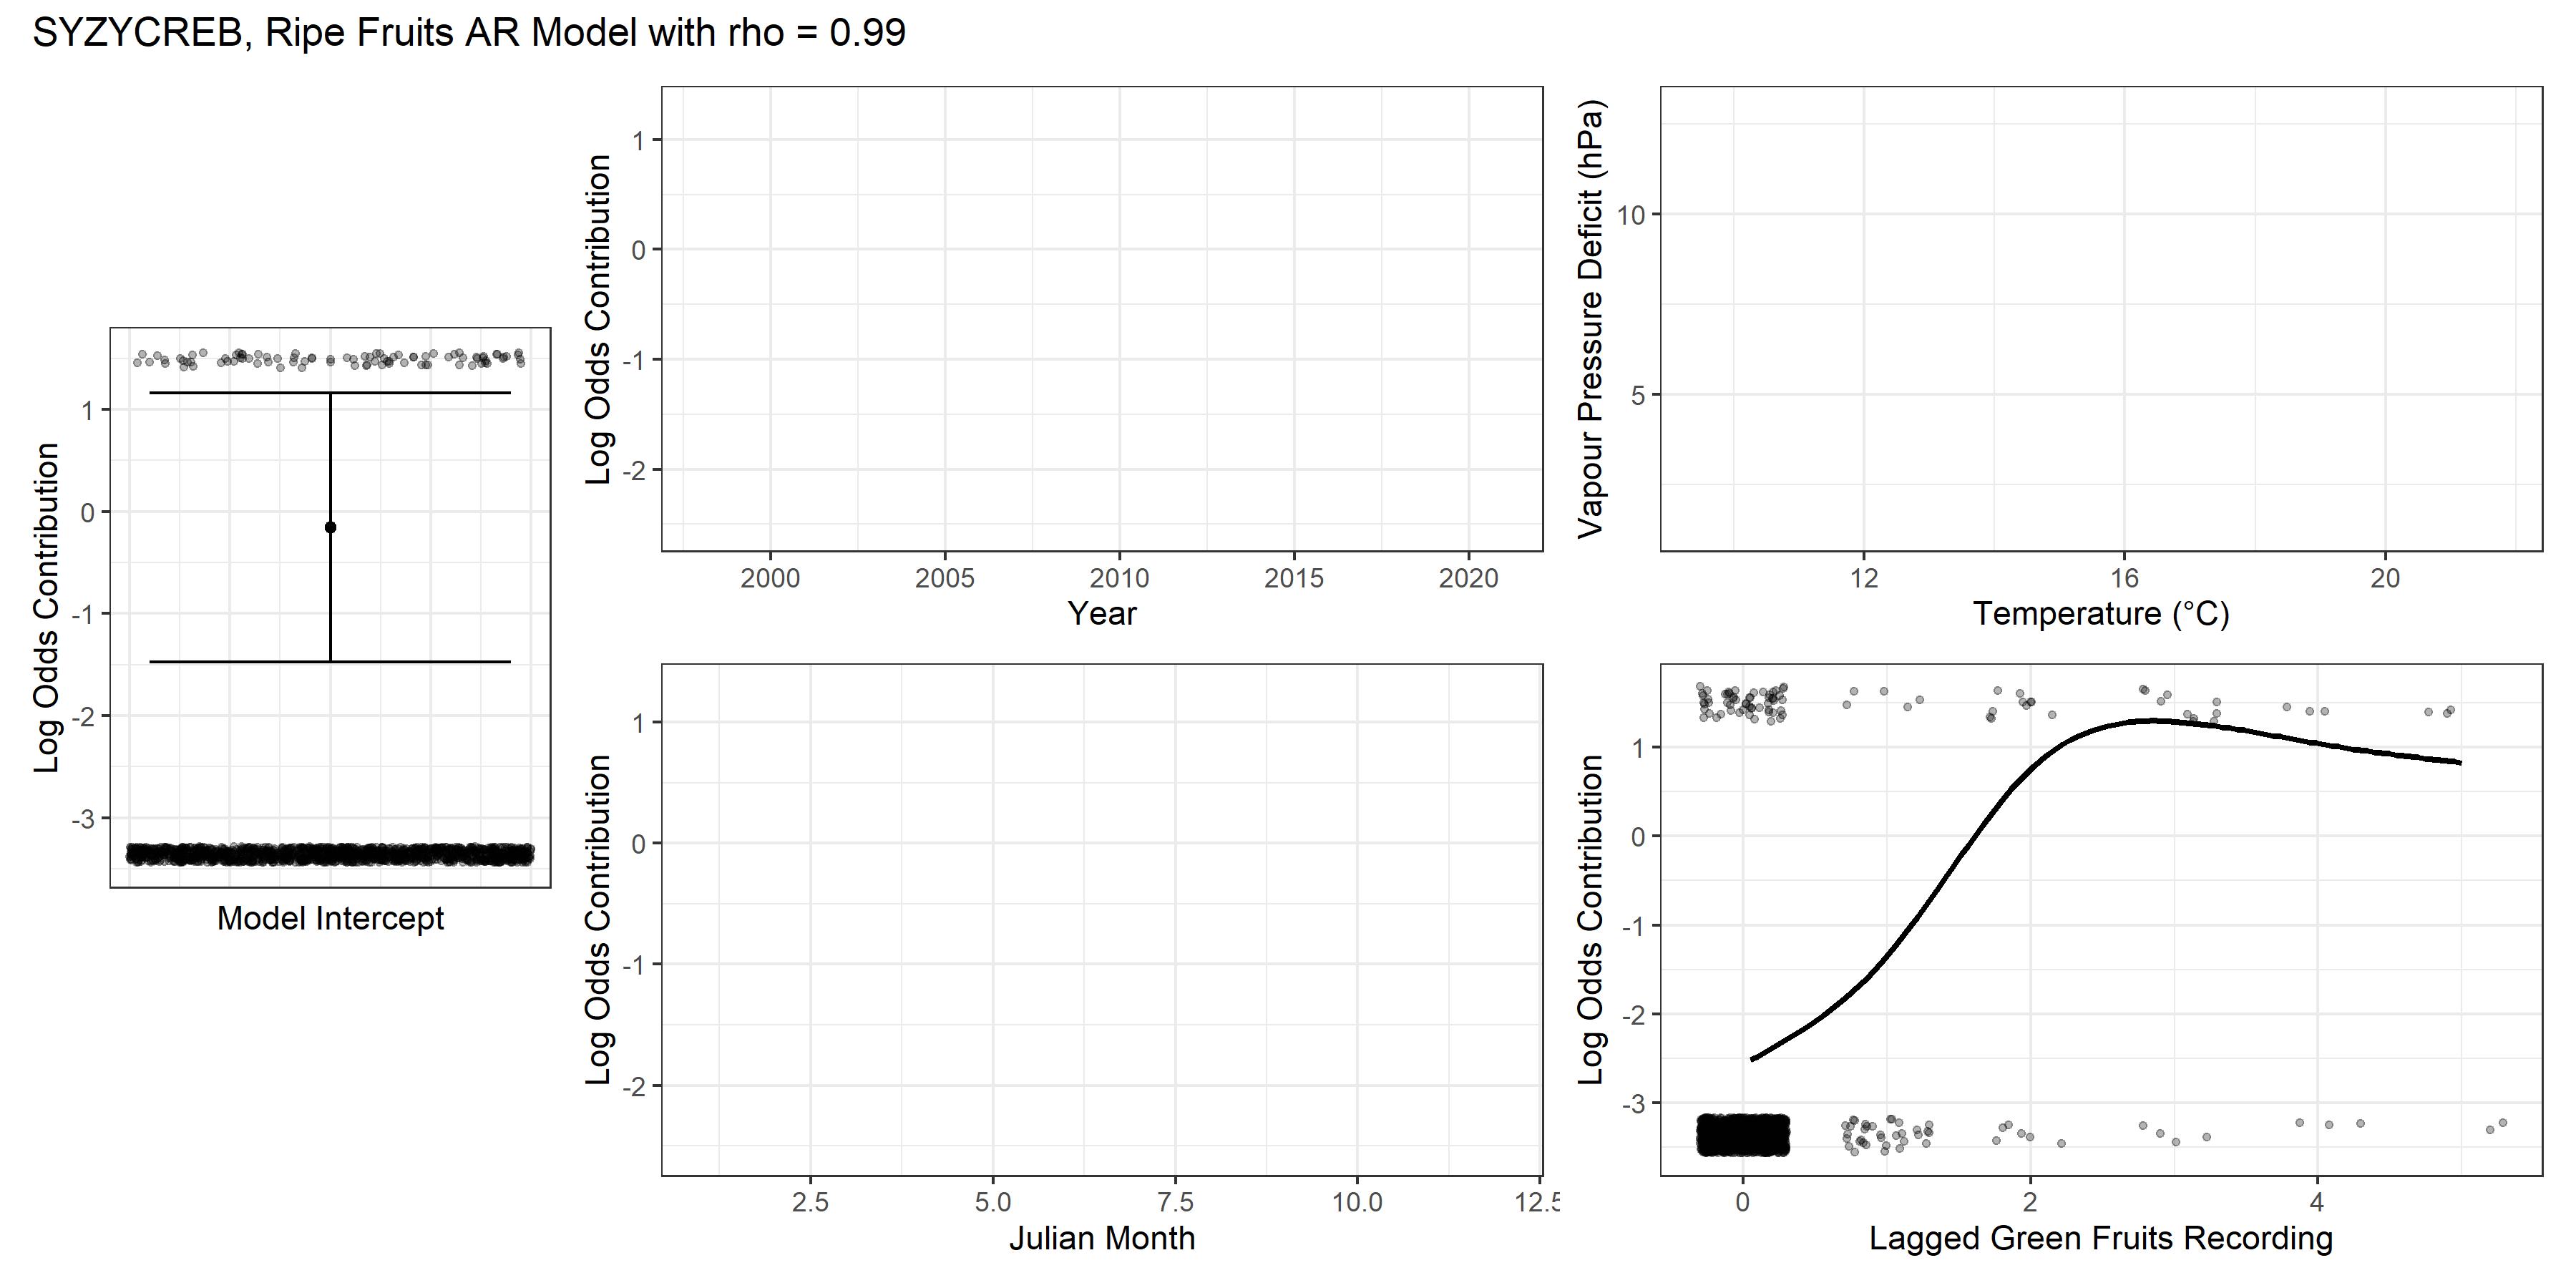 SYZYCREB, Ripe Fruits AR Model with rho = 0.99
Log Odds Contribution
1
0
-1
-2
-3
Model Intercept
Log Odds Contribution
1
0
-1
-2
2000 2005 2010 2015 2020
Year
Vapour Pressure Deficit (hPa)
10
5
12 16 20
Temperature (°C)
Log Odds Contribution
1
0
-1
-2
2.5 5.0 7.5 10.0 12.5
Julian Month
Log Odds Contribution
1
0
-1
-2
-3
0 2 4
Lagged Green Fruits Recording